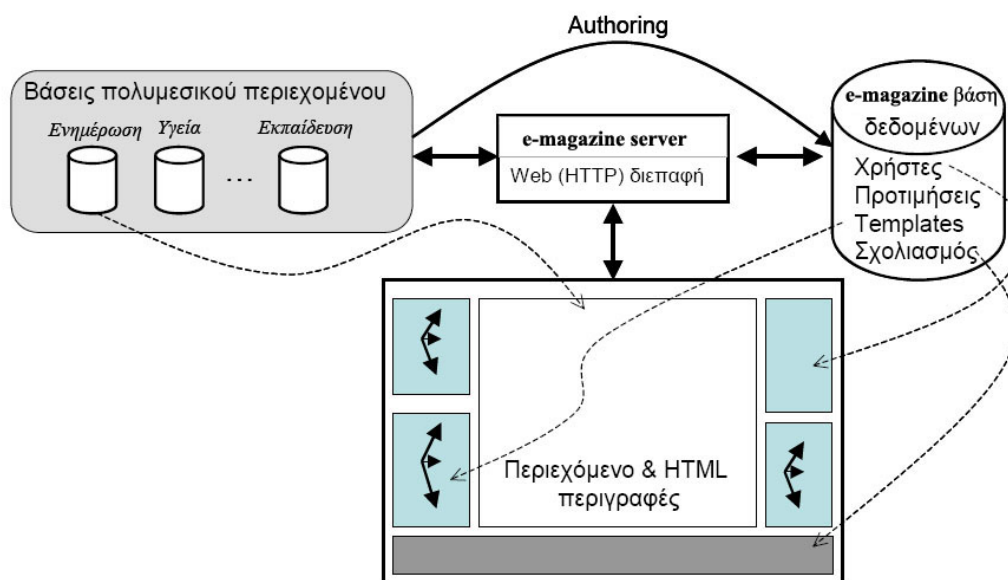 Authoring
Βάσεις πολυμεσικού περιεχομένου
Ενημέρωση Υγεία Εκπαίδευση
...
e-magazine server
Web (HTTP) διεπαφή
e-magazine βάση
δεδομένων
Χρήστες
Προτιμήσεις
Templates
Σχολιασμός
Περιεχόμενο & HTML
περιγραφές